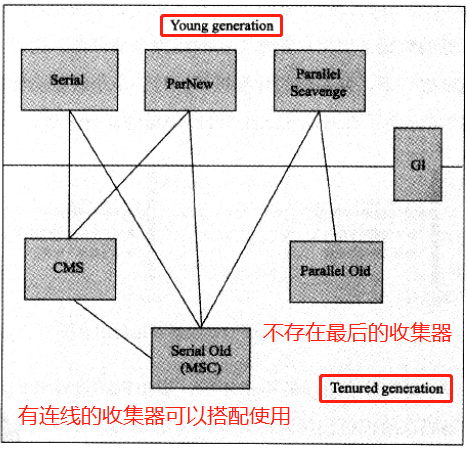 Young generation
Serial
ParNew
Parallel
Scavenge
G1
CMS
Parallel Old
不存在最后的收集器
Serial Old
(MSC)
Tenured generation
有连线的收集器可以搭配使用